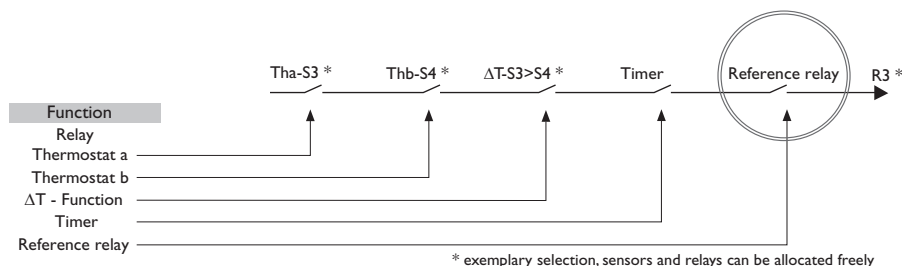 Tha-S3 * Thb-S4 * ΔT-S3>S4 * Timer Reference relay R3 *
Function
Relay
Thermostat a
Thermostat b
ΔT - Function
Timer
Reference relay
* exemplary selection, sensors and relays can be allocated freely